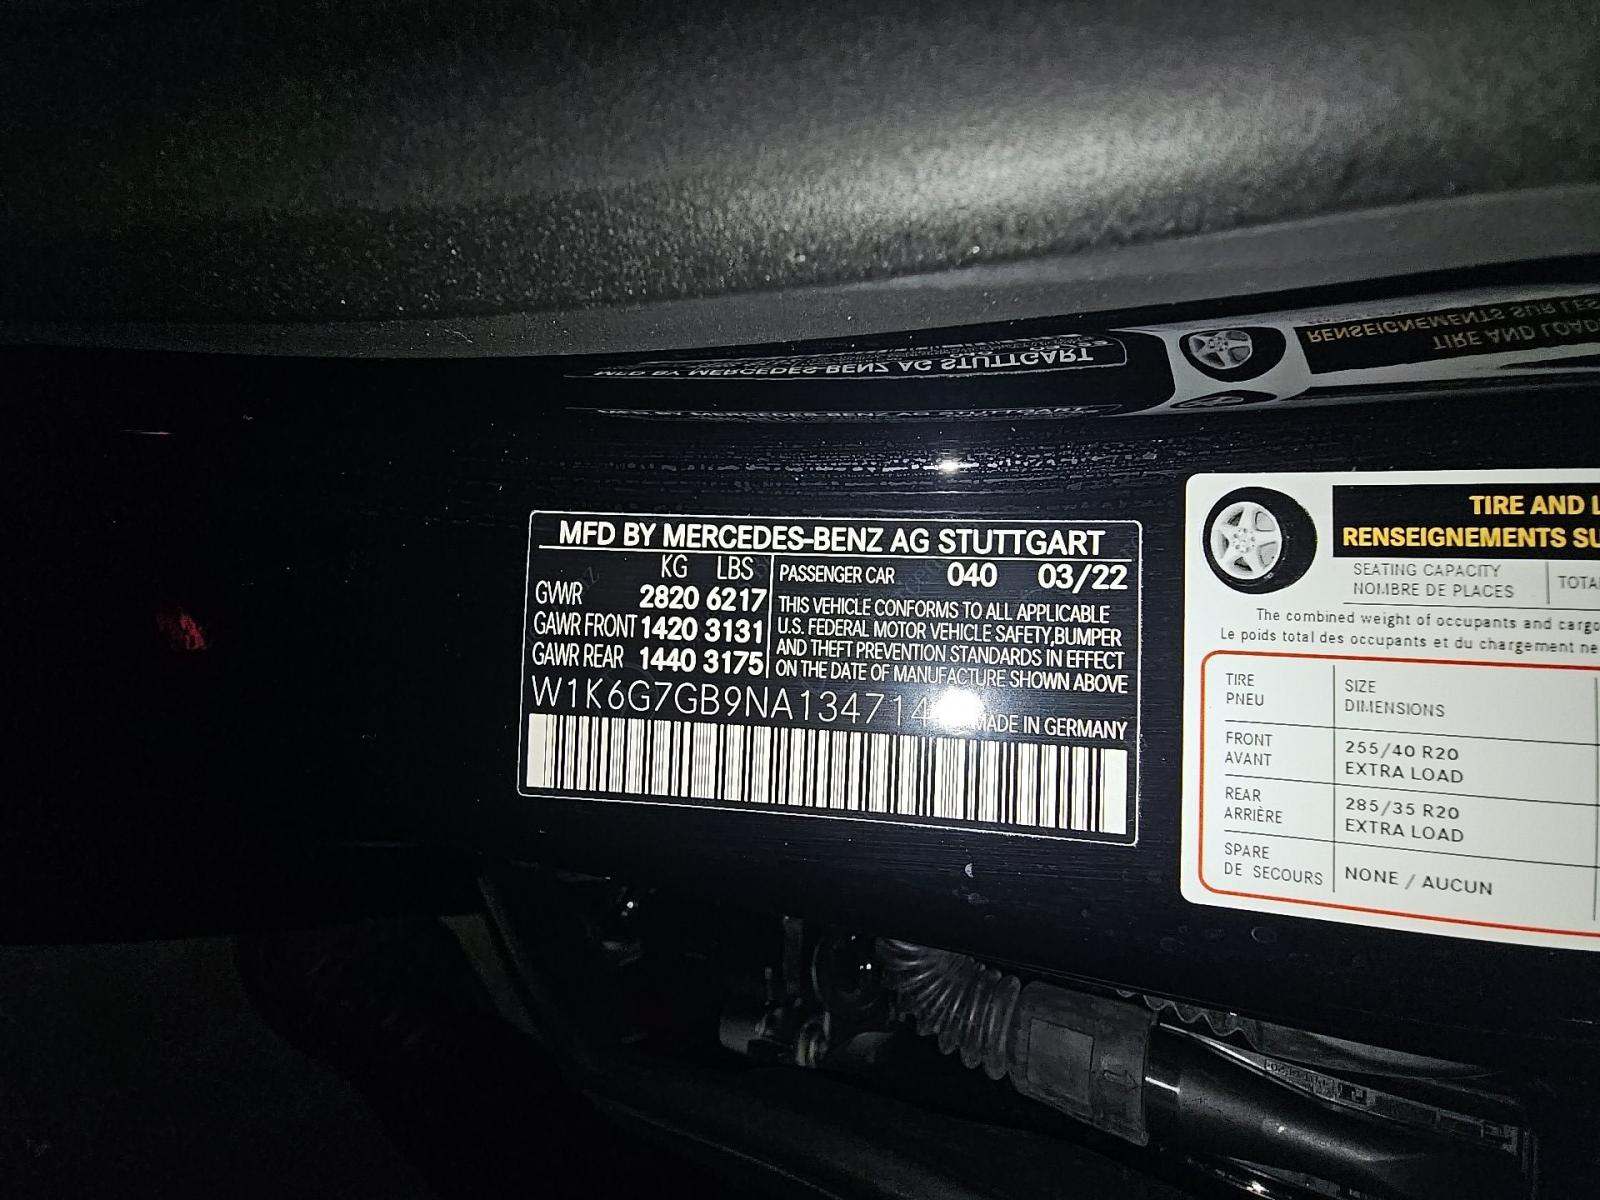 MFD BY MERCEDES-BENZ AG STUTTGART
KG LBS
GVWR 2820 6217
GAWR FRONT 1420 3131
GAWR REAR 1440 3175
PASSENGER CAR 040 03/22
THIS VEHICLE CONFORMS TO ALL APPLICABLE
U.S. FEDERAL MOTOR VEHICLE SAFETY,BUMPER
AND THEFT PREVENTION STANDARDS IN EFFECT
ON THE DATE OF MANUFACTURE SHOWN ABOVE
MADE IN GERMANY
TIRE AND
RENSEIGNEMENTS
SEATING CAPACITY
NOMBRE DE PLACES
The combined weight of occupants and
Le poids total des occupants et du chargement
TIRE SIZE
PNEU DIMENSIONS
FRONT 255/40 R20
AVANT EXTRA LOAD
REAR 285/35 R20
ARRIÈRE EXTRA LOAD
SPARE
DE SECOURS NONE / AUCUN